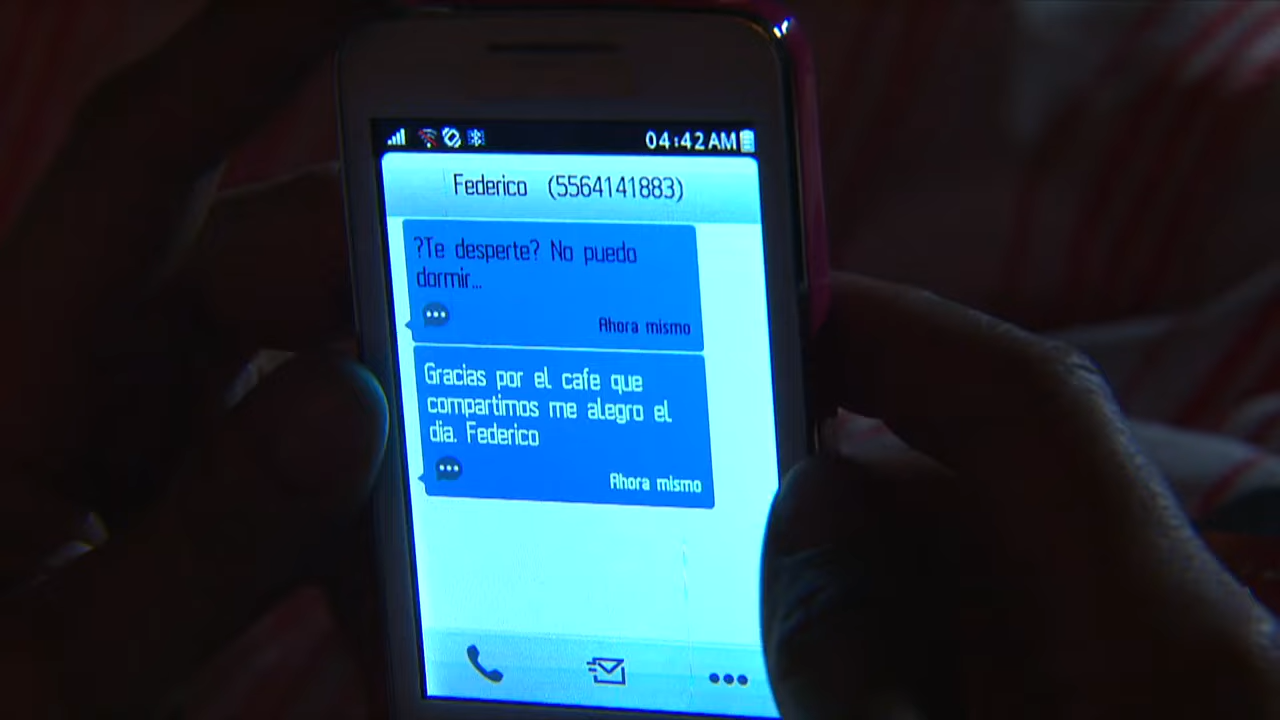 04:42AM
Federico (5564141883)
?Te desperte? No puedo
dormir...
Ahora mismo
Gracias por el cafe que
compartimos me alegro el
dia. Federico
Ahora mismo